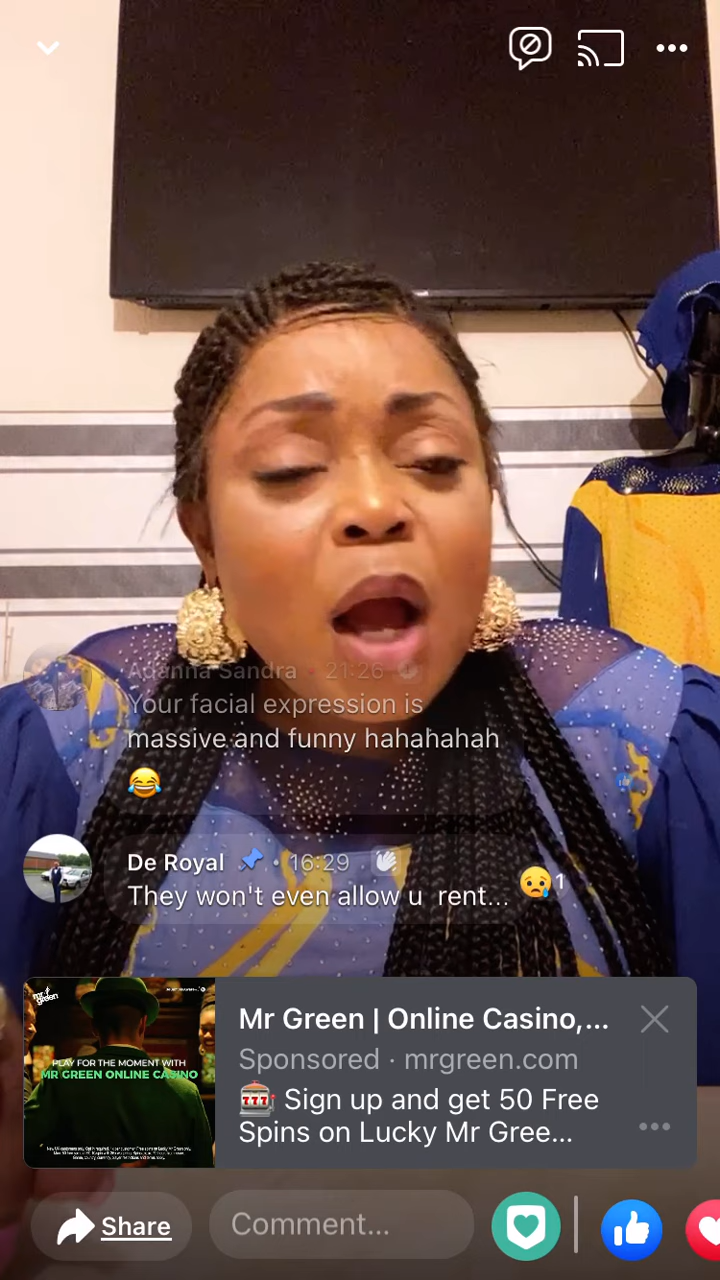 Adanna Sandra • 21:26
Your facial expression is
massive and funny hahahahah
😂
De Royal 📌 • 16:29 👏
They won't even allow u rent... 😢 1
mr
green
PLAY FOR THE MOMENT WITH
MR GREEN ONLINE CASINO
Mr Green | Online Casino,...
Sponsored · mrgreen.com
🎰 Sign up and get 50 Free
Spins on Lucky Mr Gree...
Share
Comment...